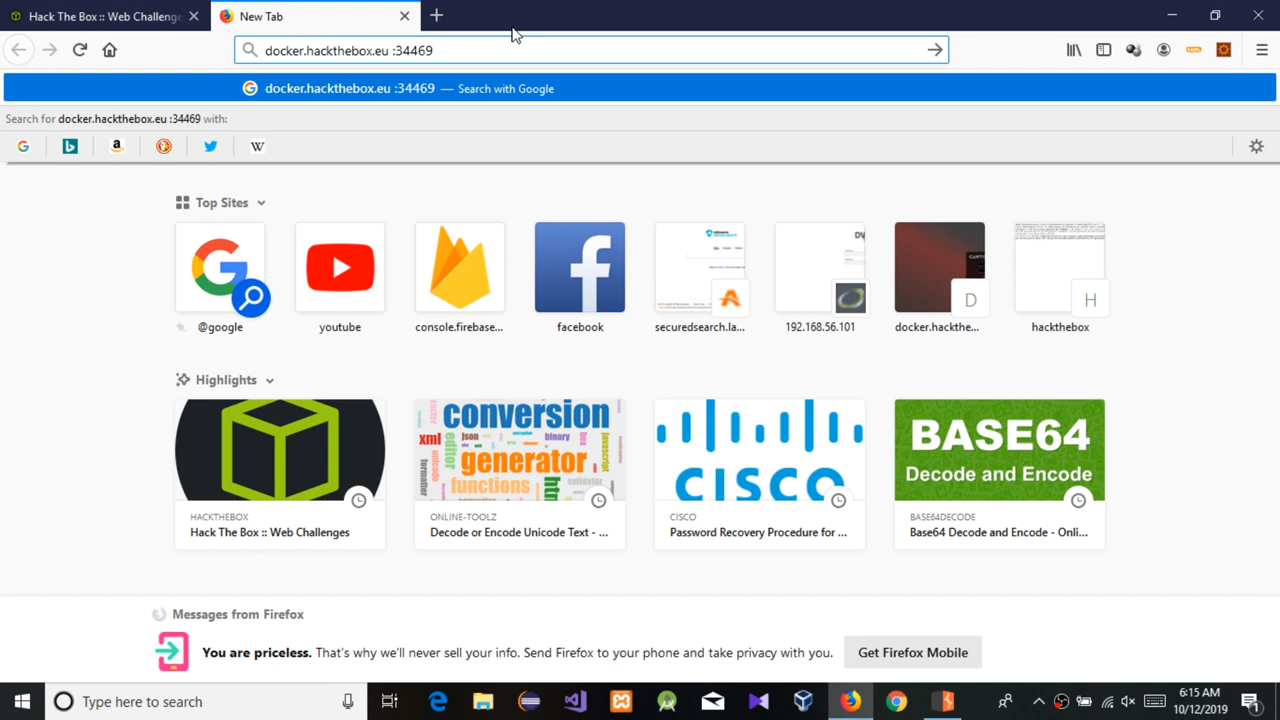 Hack The Box :: Web Challenge
New Tab
docker.hackthebox.eu :34469
docker.hackthebox.eu :34469 — Search with Google
Search for docker.hackthebox.eu :34469 with:
Top Sites
@google
youtube
console.firebase...
facebook
securedsearch.la...
192.168.56.101
docker.hackthe...
hackthebox
D
H
Highlights
conversion
xml
json
binary
generator
functions
BASE64
Decode and Encode
CISCO
HACKTHEBOX
Hack The Box :: Web Challenges
ONLINE-TOOLZ
Decode or Encode Unicode Text - ...
CISCO
Password Recovery Procedure for ...
BASE64DECODE
Base64 Decode and Encode - Onli...
Messages from Firefox
You are priceless. That's why we'll never sell your info. Send Firefox to your phone and take privacy with you.
Get Firefox Mobile
Type here to search
6:15 AM
10/12/2019
1